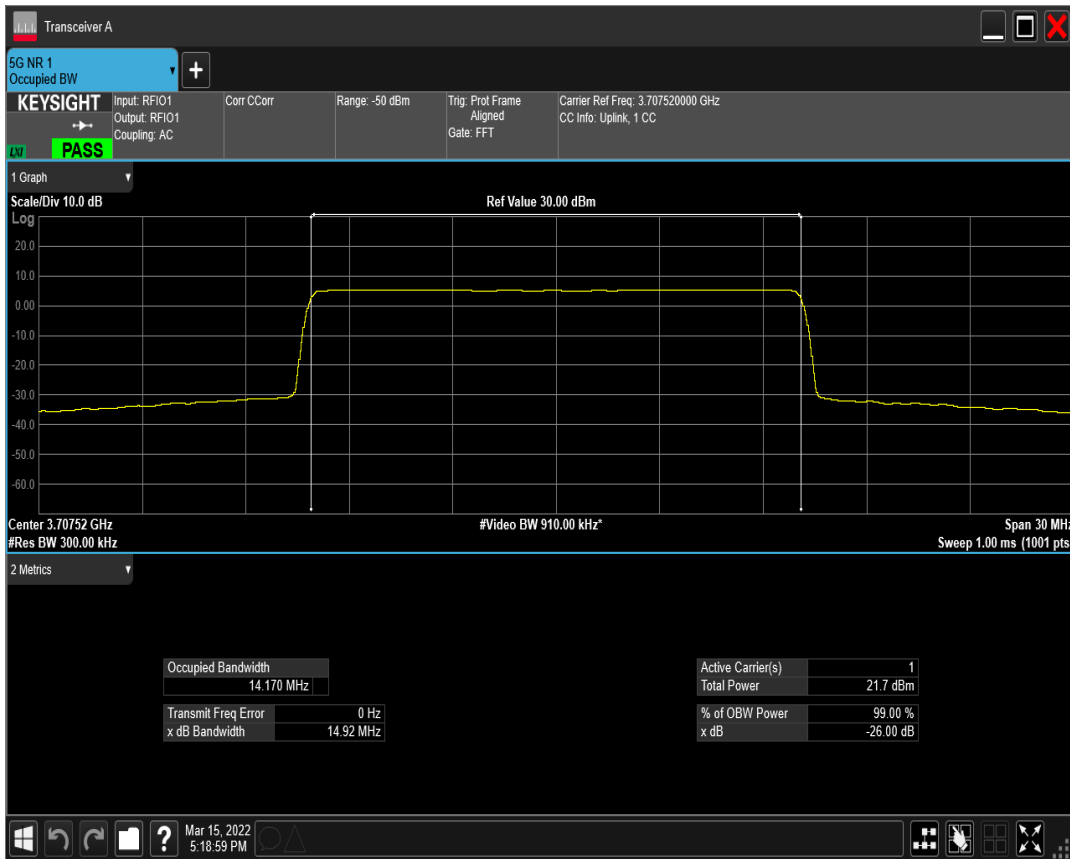 Transceiver A
5G NR 1
Occupied BW
KEYSIGHT
LXI
PASS
Input: RFIO1
Output: RFIO1
Coupling: AC
Corr CCorr
Range: -50 dBm
Trig: Prot Frame
Aligned
Gate: FFT
Carrier Ref Freq: 3.707520000 GHz
CC Info: Uplink, 1 CC
1 Graph
Scale/Div 10.0 dB
Ref Value 30.00 dBm
Log
20.0
10.0
0.00
-10.0
-20.0
-30.0
-40.0
-50.0
-60.0
Center 3.70752 GHz
#Video BW 910.00 kHz*
Span 30 MHz
#Res BW 300.00 kHz
Sweep 1.00 ms (1001 pts
2 Metrics
Occupied Bandwidth
14.170 MHz
Transmit Freq Error 0 Hz
x dB Bandwidth 14.92 MHz
Active Carrier(s) 1
Total Power 21.7 dBm
% of OBW Power 99.00 %
x dB -26.00 dB
?
Mar 15, 2022
5:18:59 PM